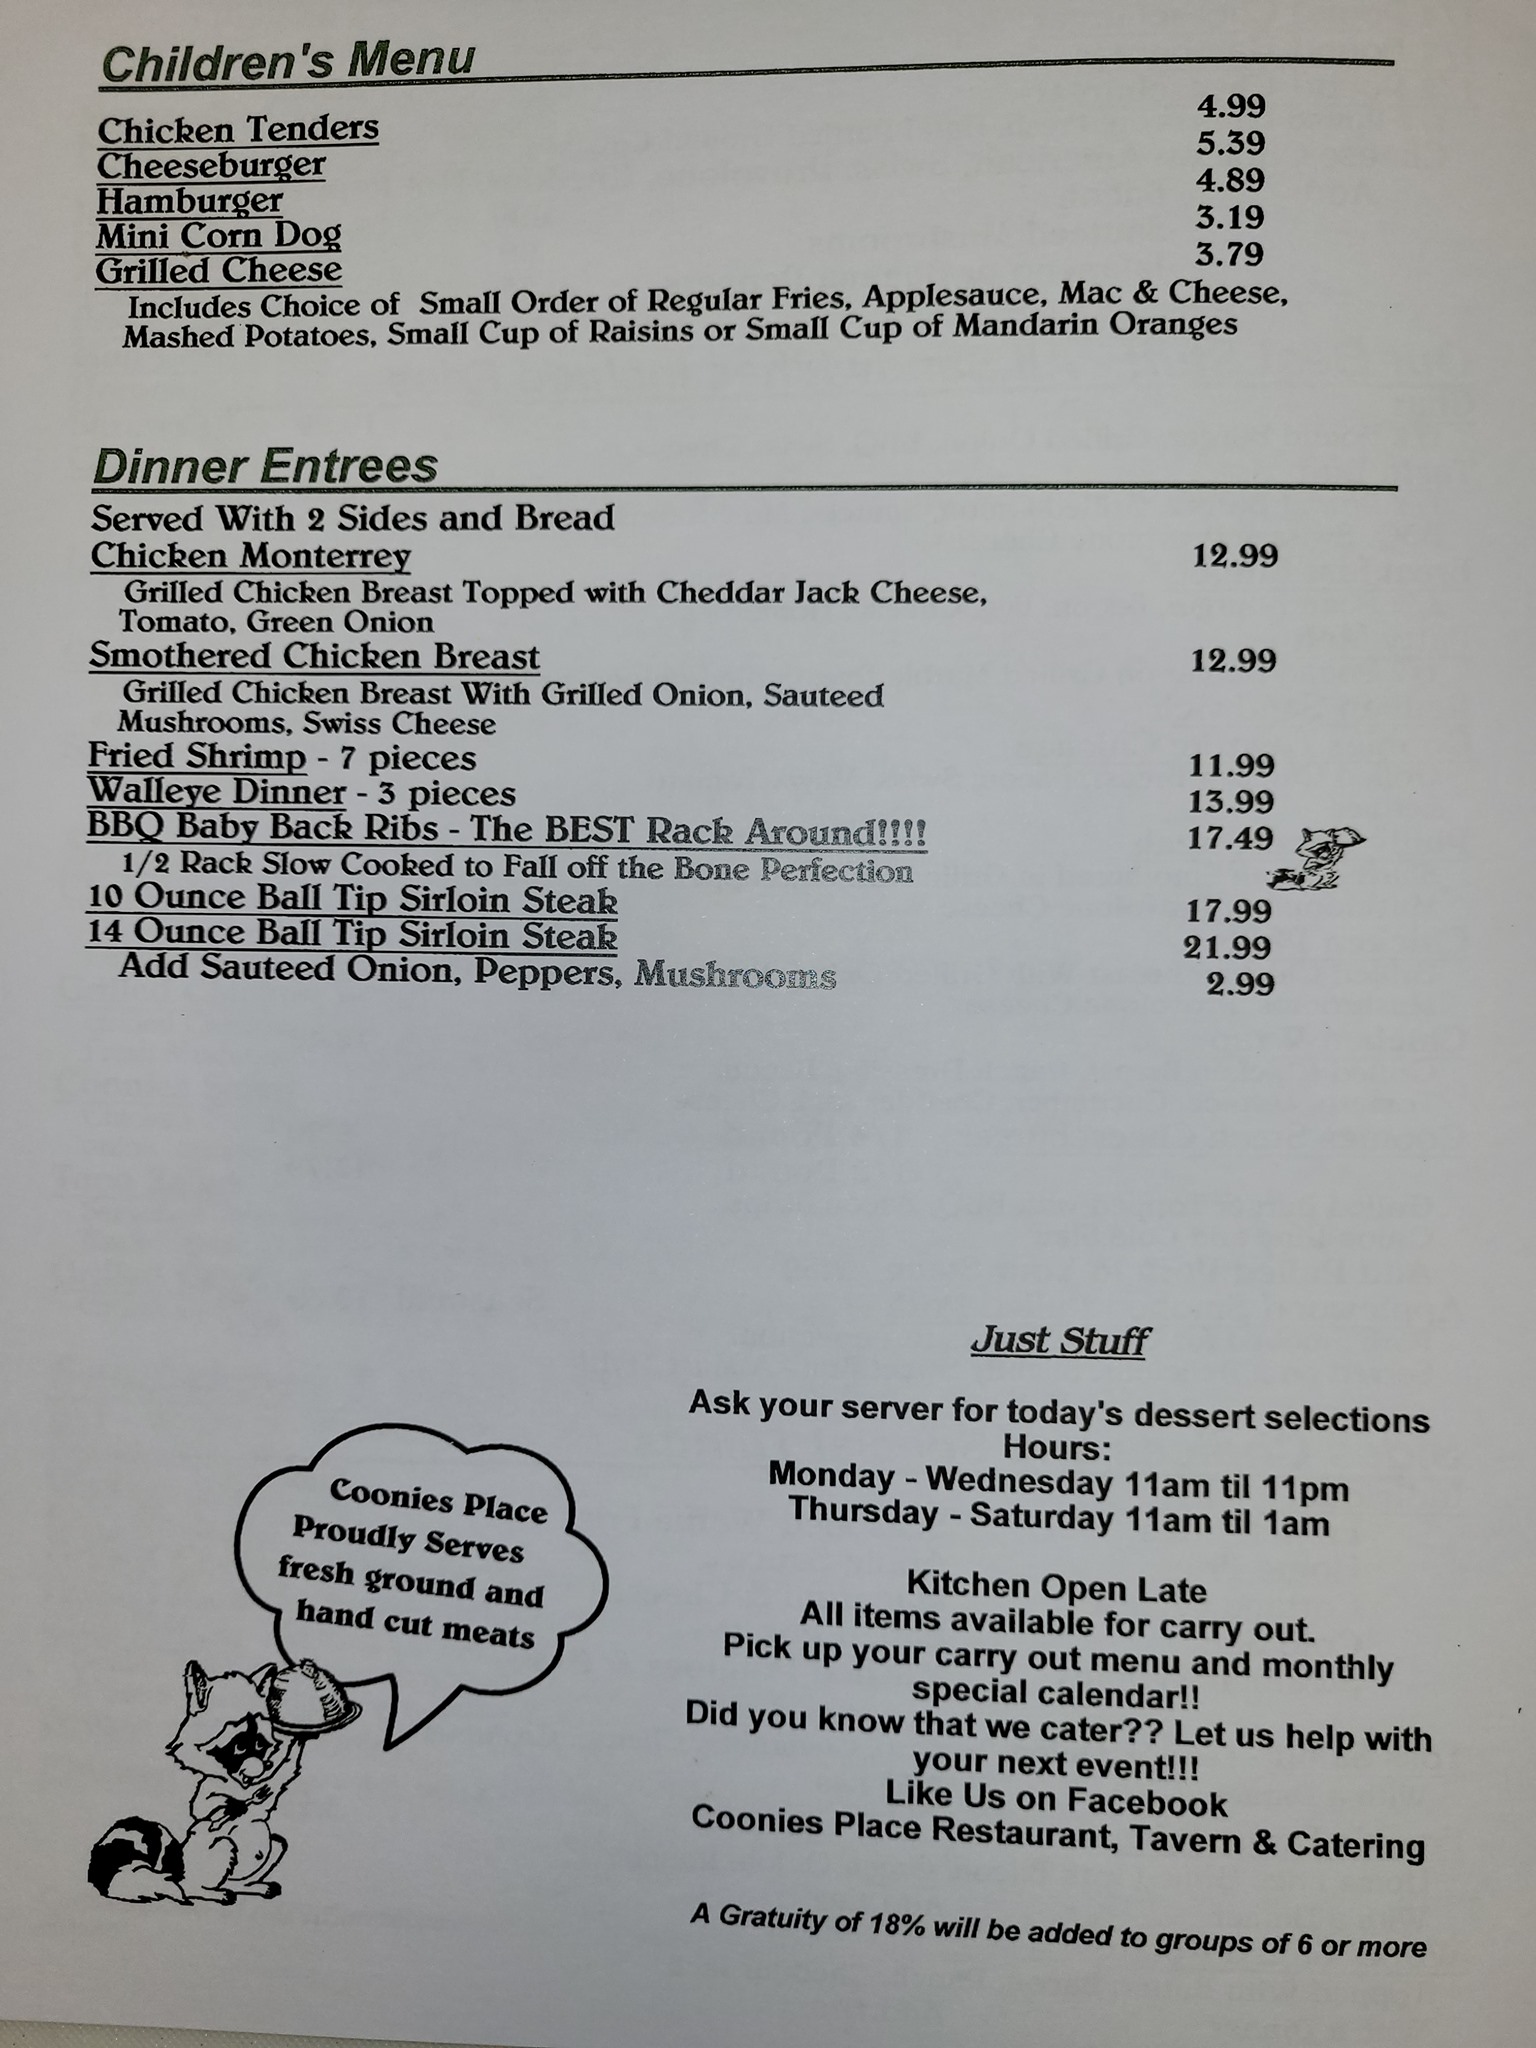 Children's Menu
Chicken Tenders 4.99
Cheeseburger 5.39
Hamburger 4.89
Mini Corn Dog 3.19
Grilled Cheese 3.79
Includes Choice of Small Order of Regular Fries, Applesauce, Mac & Cheese,
Mashed Potatoes, Small Cup of Raisins or Small Cup of Mandarin Oranges
Dinner Entrees
Served With 2 Sides and Bread
Chicken Monterrey 12.99
Grilled Chicken Breast Topped with Cheddar Jack Cheese,
Tomato, Green Onion
Smothered Chicken Breast 12.99
Grilled Chicken Breast With Grilled Onion, Sauteed
Mushrooms, Swiss Cheese
Fried Shrimp - 7 pieces 11.99
Walleye Dinner - 3 pieces 13.99
BBQ Baby Back Ribs - The BEST Rack Around!!!! 17.49
1/2 Rack Slow Cooked to Fall off the Bone Perfection
10 Ounce Ball Tip Sirloin Steak 17.99
14 Ounce Ball Tip Sirloin Steak 21.99
Add Sauteed Onion, Peppers, Mushrooms 2.99
Coonies Place
Proudly Serves
fresh ground and
hand cut meats
Just Stuff
Ask your server for today's dessert selections
Hours:
Monday - Wednesday 11am til 11pm
Thursday - Saturday 11am til 1am
Kitchen Open Late
All items available for carry out.
Pick up your carry out menu and monthly
special calendar!!
Did you know that we cater?? Let us help with
your next event!!!
Like Us on Facebook
Coonies Place Restaurant, Tavern & Catering
A Gratuity of 18% will be added to groups of 6 or more